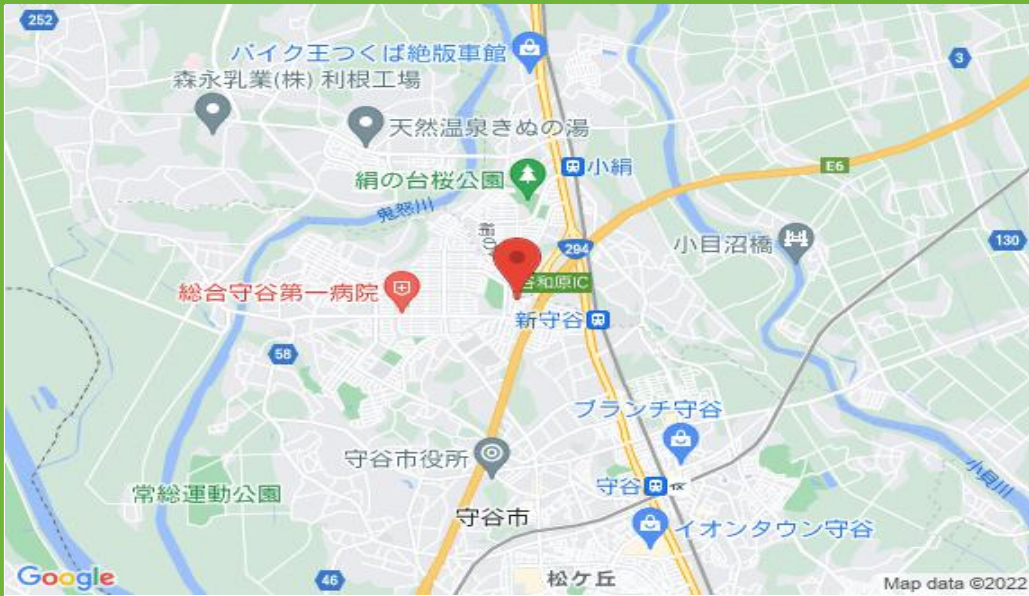 252
バイク王つくば絶版車館
3
森永乳業(株) 利根工場
天然温泉きぬの湯
小絹
E6
絹の台桜公園
鬼怒川
294
小目沼橋
130
谷和原IC
総合守谷第一病院
新守谷
58
ブランチ守谷
守谷市役所
小貝川
守谷
常総運動公園
守谷市
イオンタウン守谷
46
松ケ丘
Google
Map data ©2022